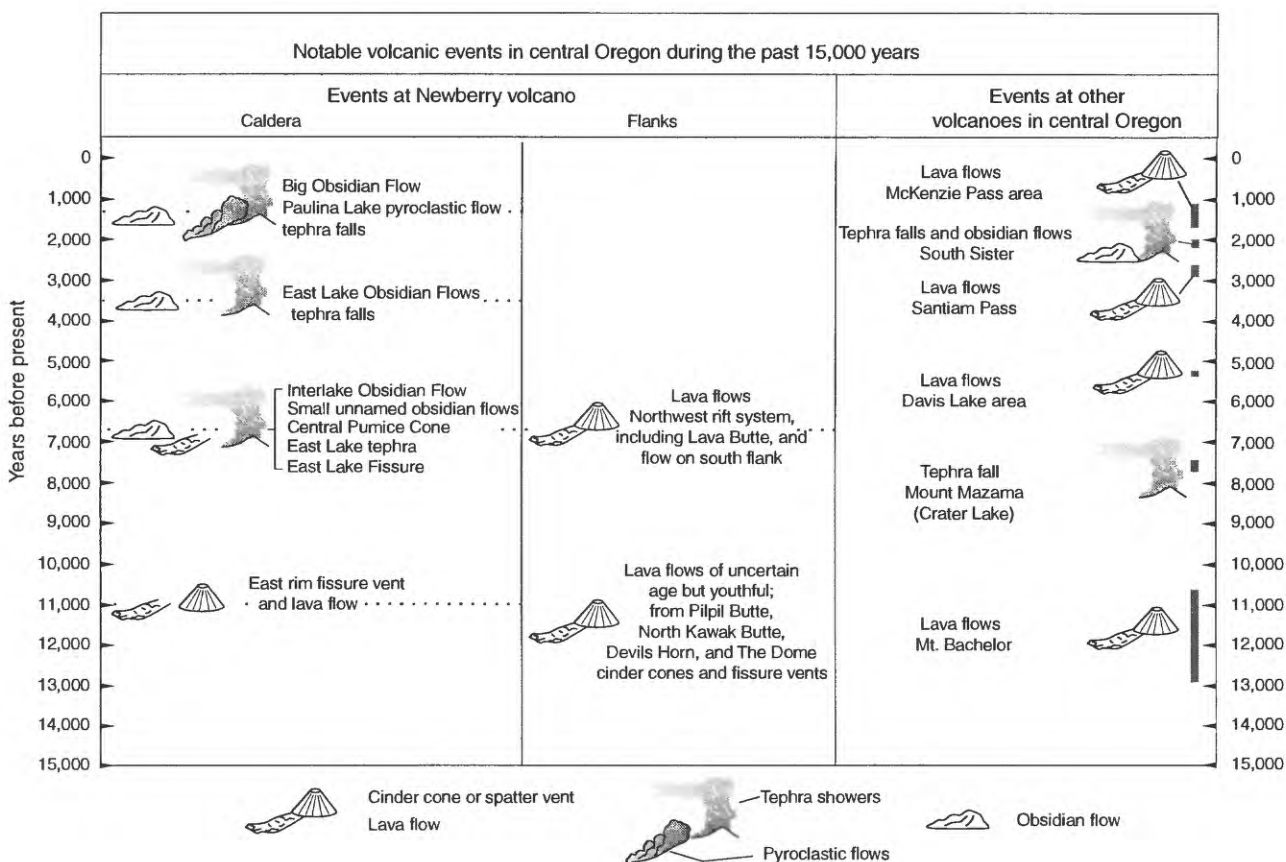 Notable volcanic events in central Oregon during the past 15,000 years
Events at Newberry volcano
Caldera
Flanks
Events at other
volcanoes in central Oregon
Years before present
0
1,000
2,000
3,000
4,000
5,000
6,000
7,000
8,000
9,000
10,000
11,000
12,000
13,000
14,000
15,000
Big Obsidian Flow
Paulina Lake pyroclastic flow
tephra falls
East Lake Obsidian Flows
tephra falls
Interlake Obsidian Flow
Small unnamed obsidian flows
Central Pumice Cone
East Lake tephra
East Lake Fissure
East rim fissure vent
and lava flow
Lava flows
Northwest rift system,
including Lava Butte, and
flow on south flank
Lava flows of uncertain
age but youthful;
from Pilpil Butte,
North Kawak Butte,
Devils Horn, and The Dome
cinder cones and fissure vents
Lava flows
McKenzie Pass area
Tephra falls and obsidian flows
South Sister
Lava flows
Santiam Pass
Lava flows
Davis Lake area
Tephra fall
Mount Mazama
(Crater Lake)
Lava flows
Mt. Bachelor
0
1,000
2,000
3,000
4,000
5,000
6,000
7,000
8,000
9,000
10,000
11,000
12,000
13,000
14,000
15,000
Cinder cone or spatter vent
Lava flow
Tephra showers
Pyroclastic flows
Obsidian flow